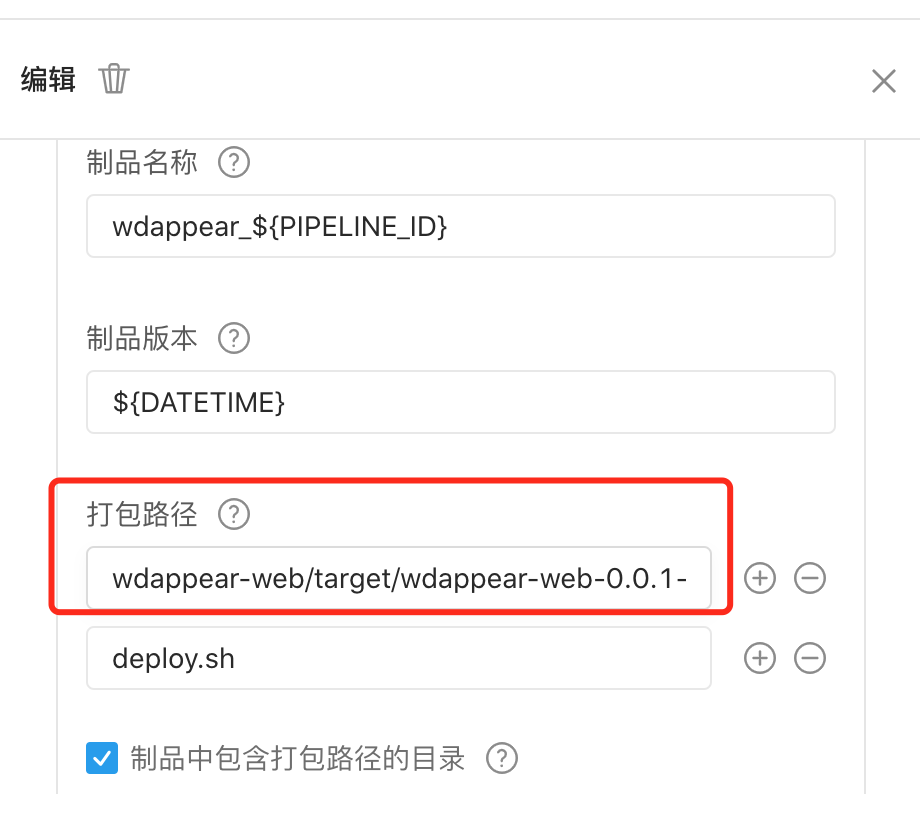 编辑
制品名称
wdappear_${PIPELINE_ID}
制品版本
${DATETIME}
打包路径
wdappear-web/target/wdappear-web-0.0.1-
deploy.sh
制品中包含打包路径的目录